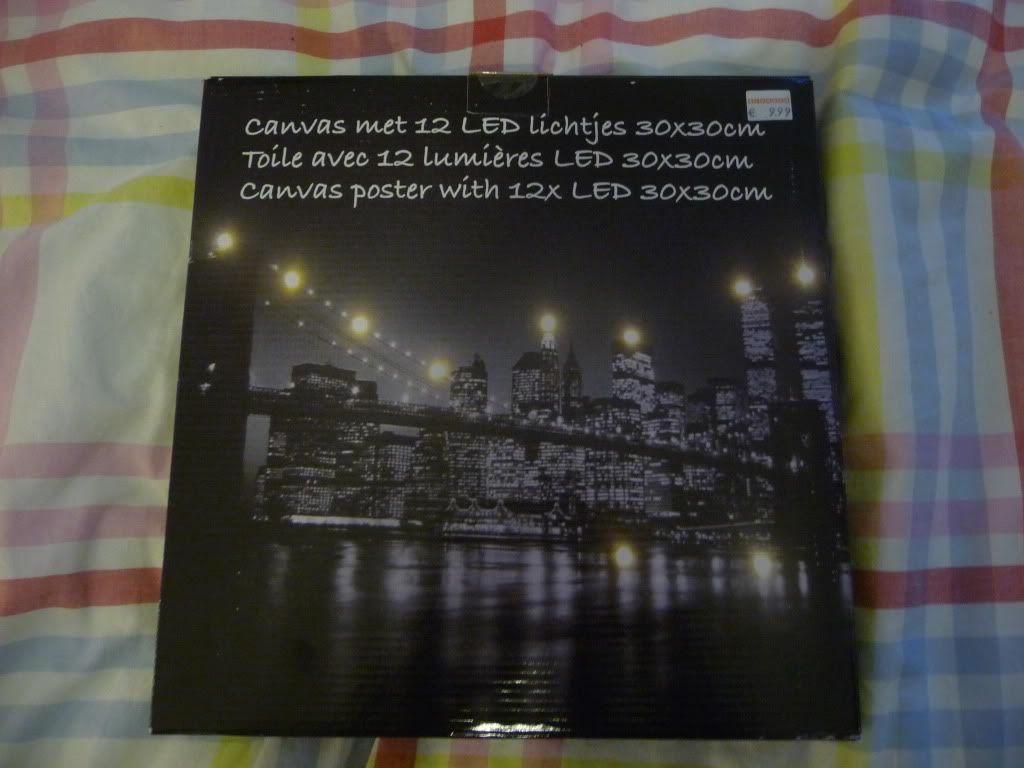 Canvas met 12 LED lichtjes 30x30cm
Toile avec 12 lumières LED 30x30cm
Canvas poster with 12x LED 30x30cm
€ 9.99